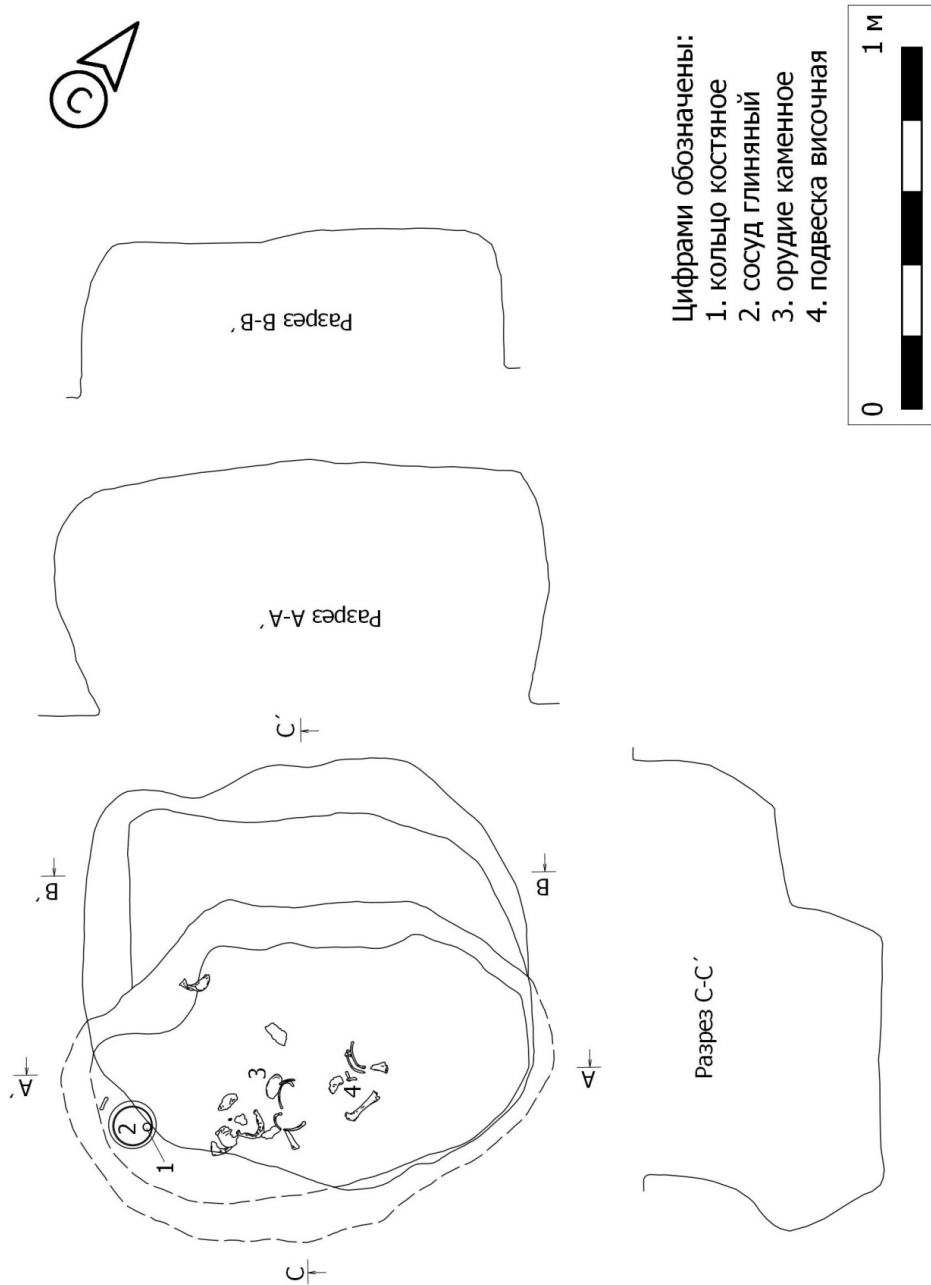 С
Разрез В-В´
Разрез А-А´
С´
В´
В
А´
А
С
1
2
3
4
Разрез С-С´
Цифрами обозначены:
1. кольцо костяное
2. сосуд глиняный
3. орудие каменное
4. подвеска височная
0
1 м